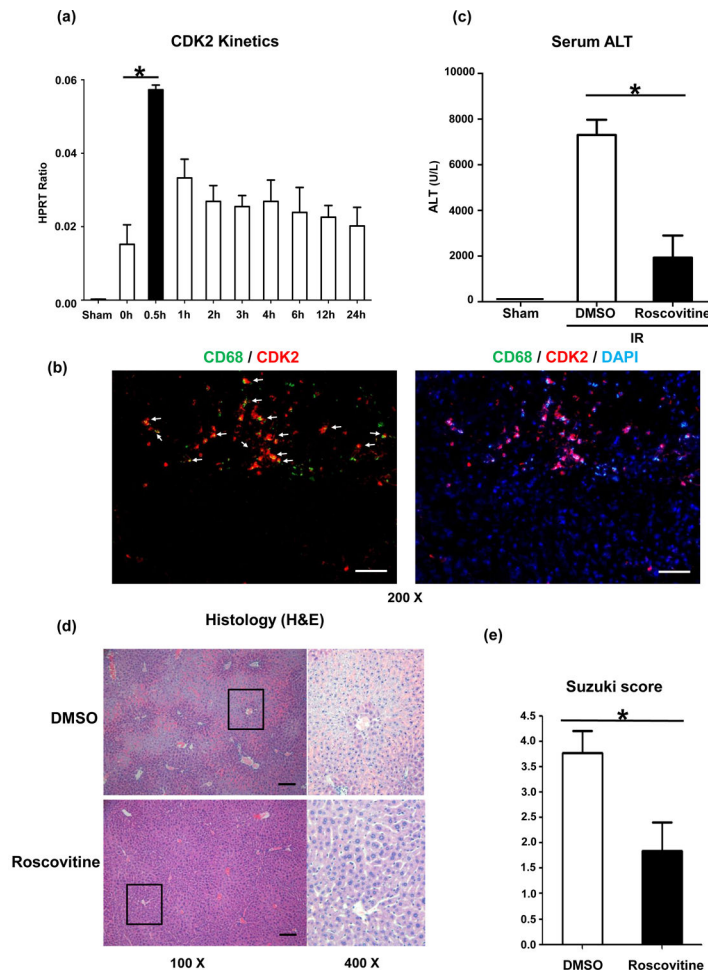 (a)
CDK2 Kinetics
0.06
0.04
0.02
0.00
HPRT Ratio
*
Sham 0h 0.5h 1h 2h 3h 4h 6h 12h 24h
(c)
Serum ALT
10000
8000
6000
4000
2000
0
ALT (U/L)
*
Sham DMSO Roscovitine
IR
(b)
CD68 / CDK2
CD68 / CDK2 / DAPI
200 X
(d)
Histology (H&E)
DMSO
Roscovitine
100 X 400 X
(e)
Suzuki score
*
4.5
4.0
3.5
3.0
2.5
2.0
1.5
1.0
0.5
0.0
DMSO Roscovitine